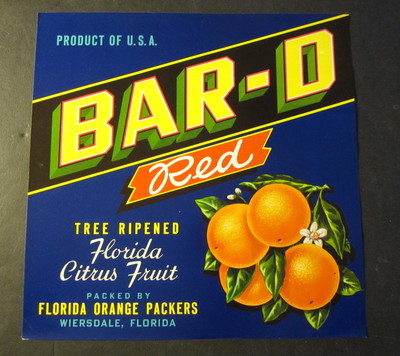 PRODUCT OF U.S.A.
BAR-D
Red
TREE RIPENED
Florida
Citrus Fruit
PACKED BY
FLORIDA ORANGE PACKERS
WIERSDALE, FLORIDA